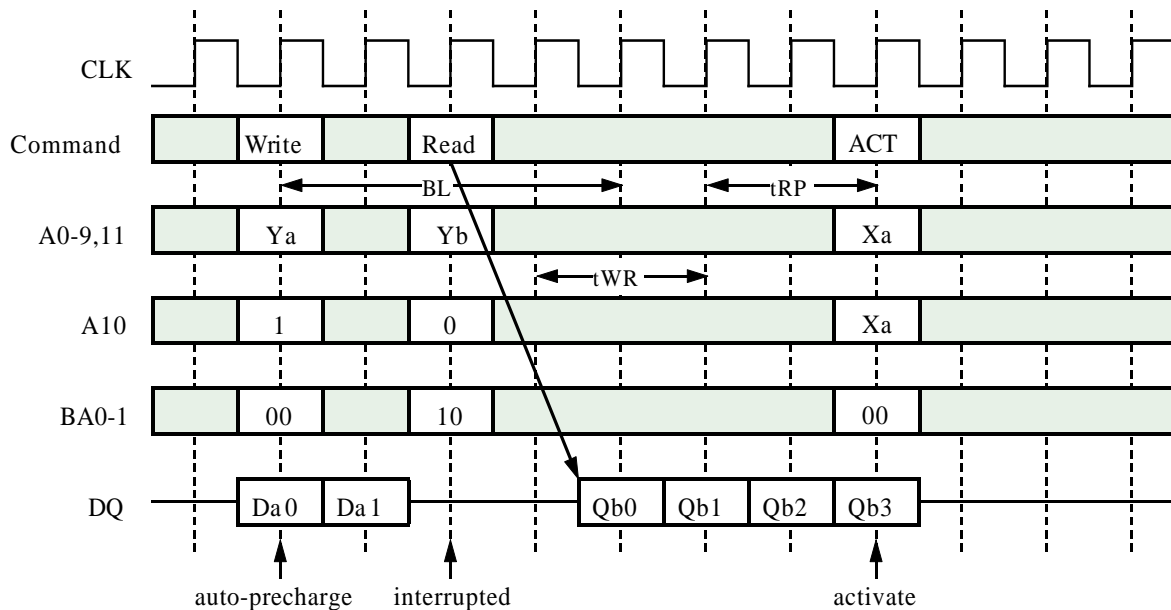 CLK
Command Write Read ACT
BL tRP
A0-9,11 Ya Yb Xa
tWR
A10 1 0 Xa
BA0-1 00 10 00
DQ Da0 Da1 Qb0 Qb1 Qb2 Qb3
auto-precharge interrupted activate